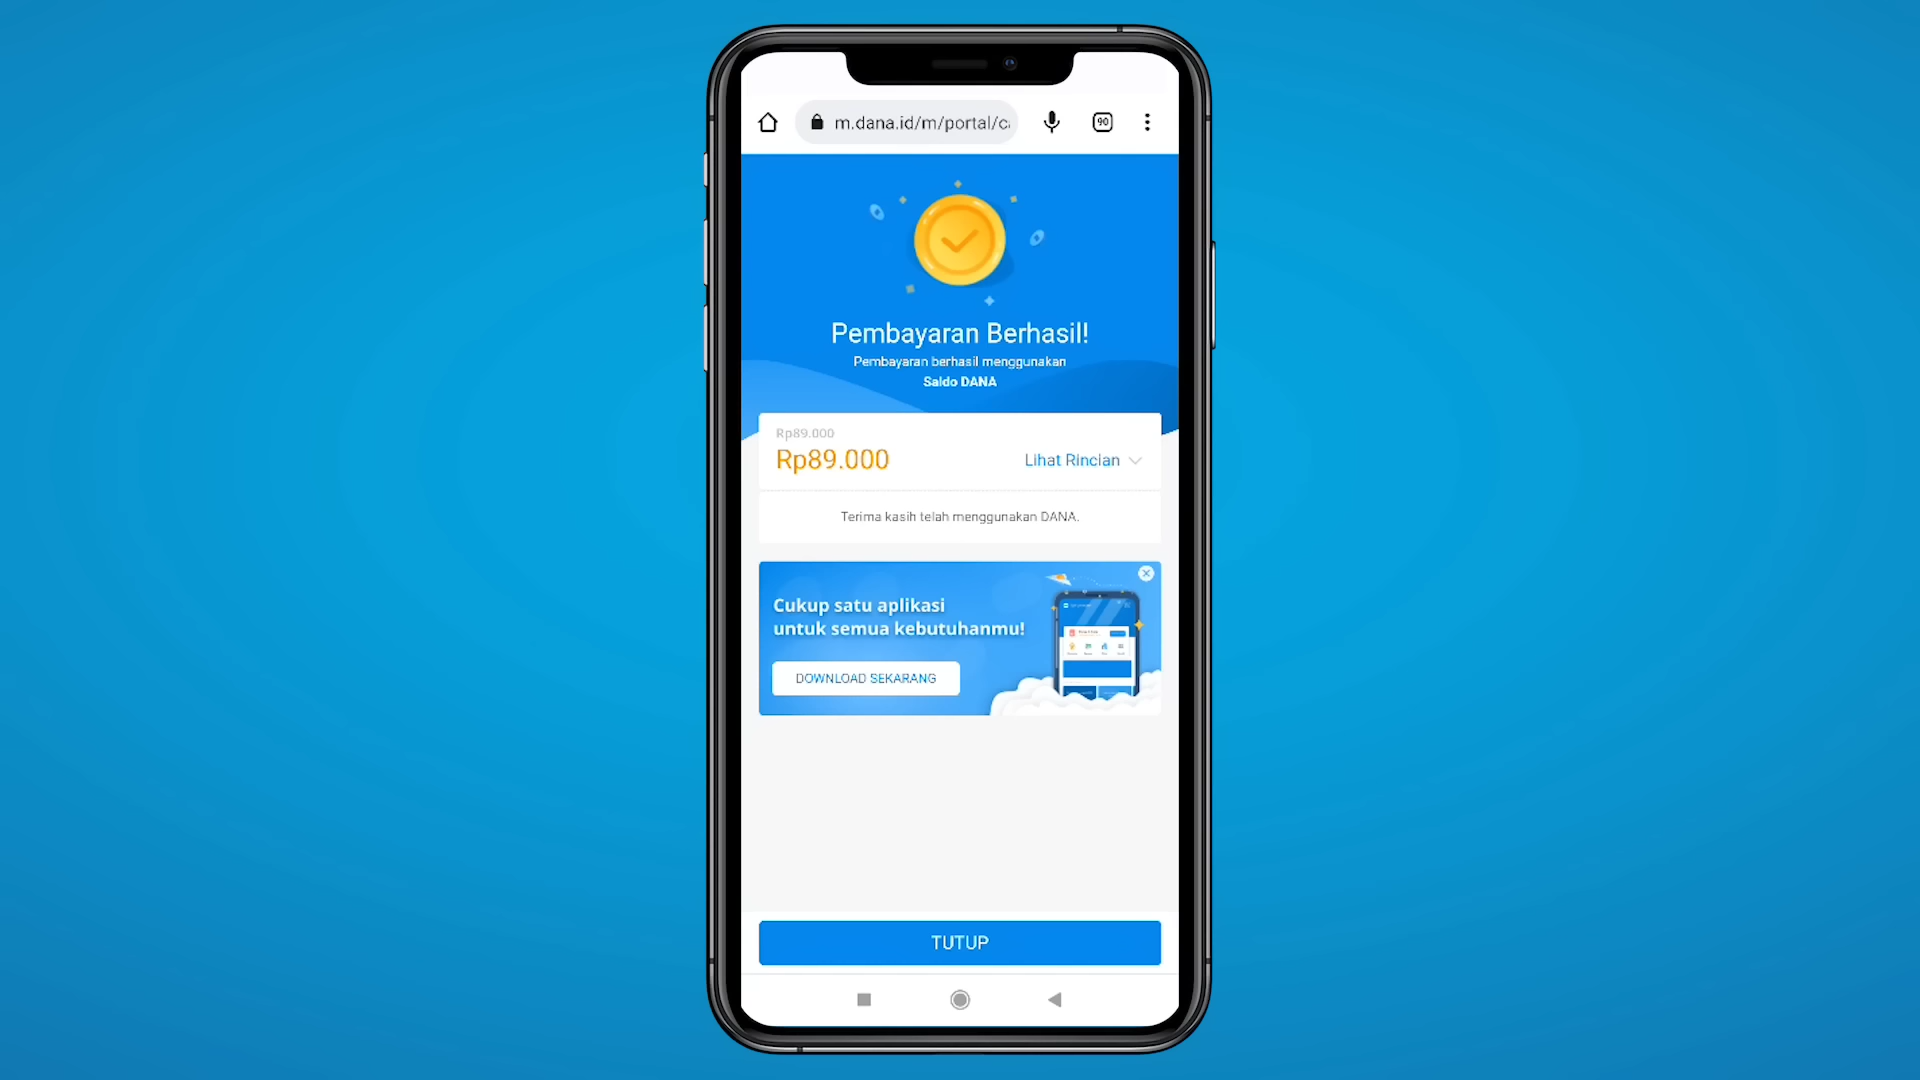 m.dana.id/m/portal/c
90
Pembayaran Berhasil!
Pembayaran berhasil menggunakan
Saldo DANA
Rp89.000
Rp89.000
Lihat Rincian
Terima kasih telah menggunakan DANA.
Cukup satu aplikasi
untuk semua kebutuhanmu!
DOWNLOAD SEKARANG
TUTUP